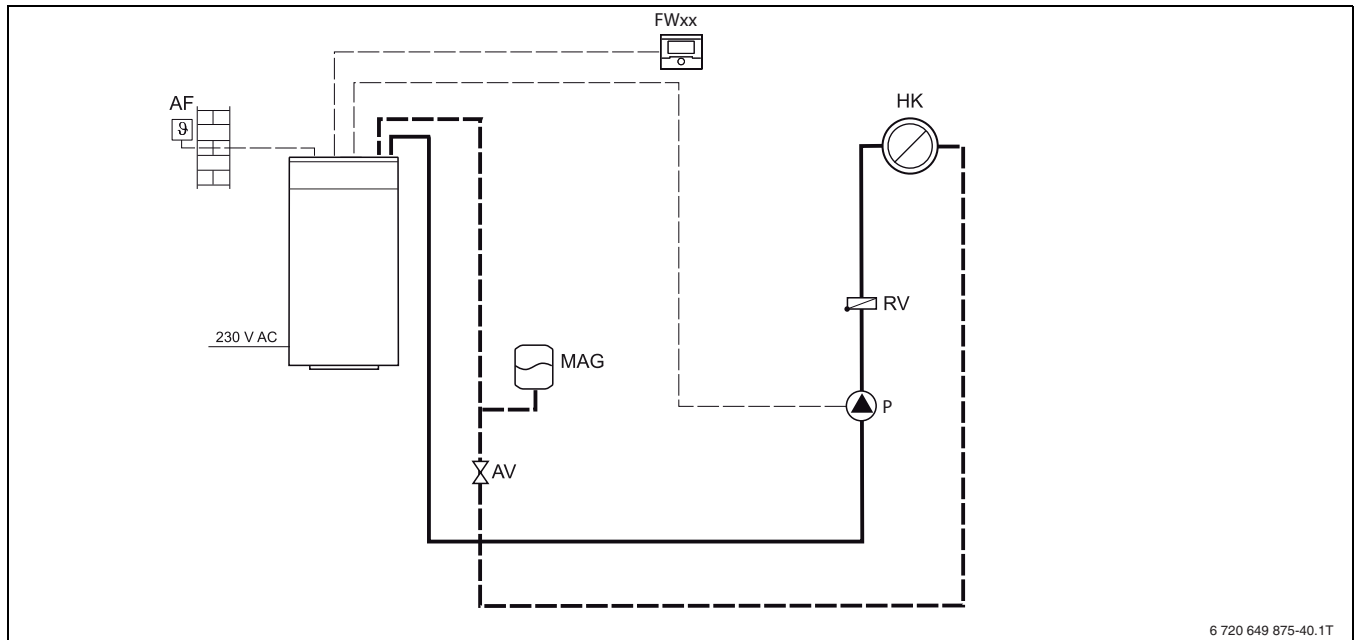 FWxx
AF
ϑ
HK
RV
230 V AC
MAG
P
AV
6 720 649 875-40.1T